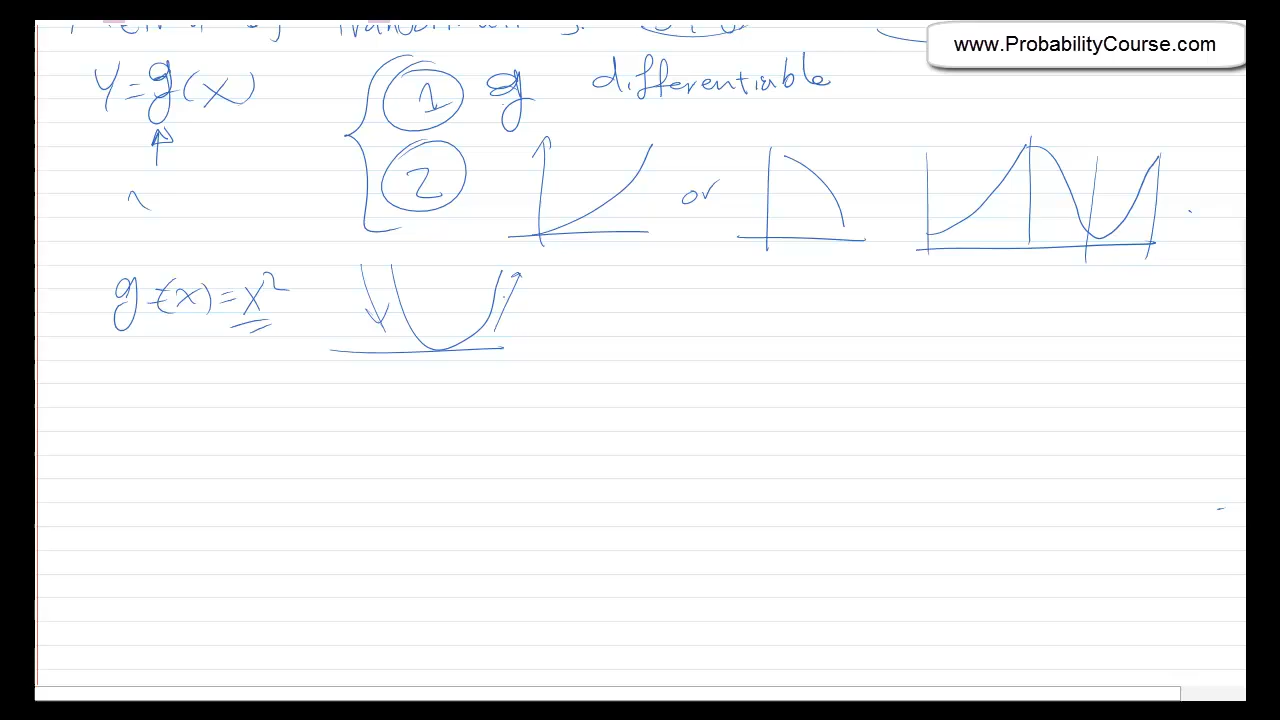 www.ProbabilityCourse.com
Y = g(X)
1 g differentiable
2 or
g(x) = x²